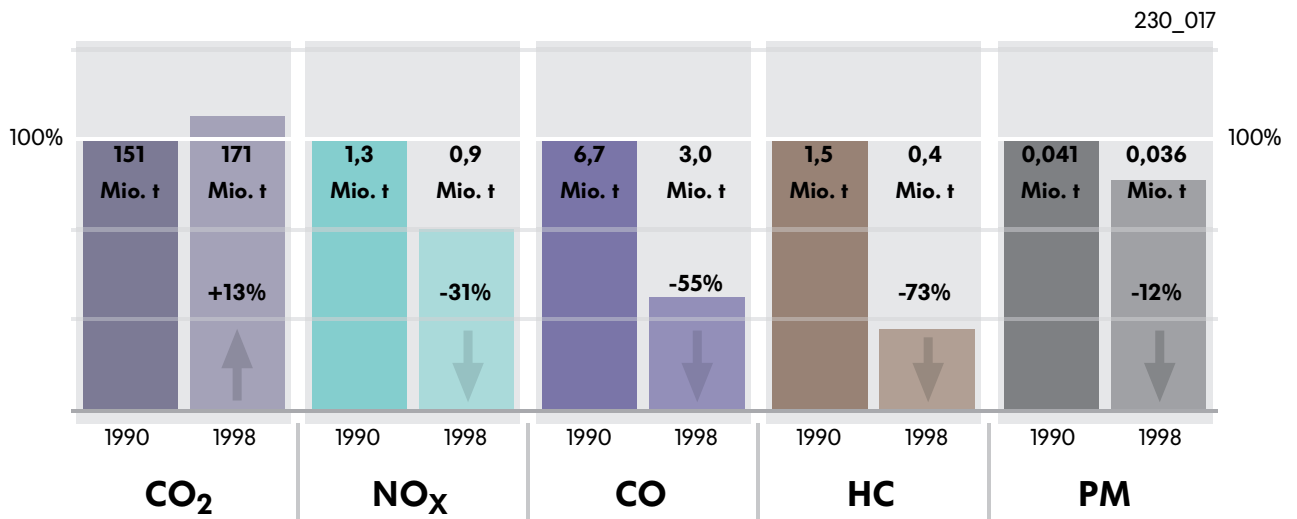 230_017
100%
100%
151
Mio. t
171
Mio. t
1,3
Mio. t
0,9
Mio. t
6,7
Mio. t
3,0
Mio. t
1,5
Mio. t
0,4
Mio. t
0,041
Mio. t
0,036
Mio. t
+13%
-31%
-55%
-73%
-12%
1990
1998
1990
1998
1990
1998
1990
1998
1990
1998
CO2
NOX
CO
HC
PM